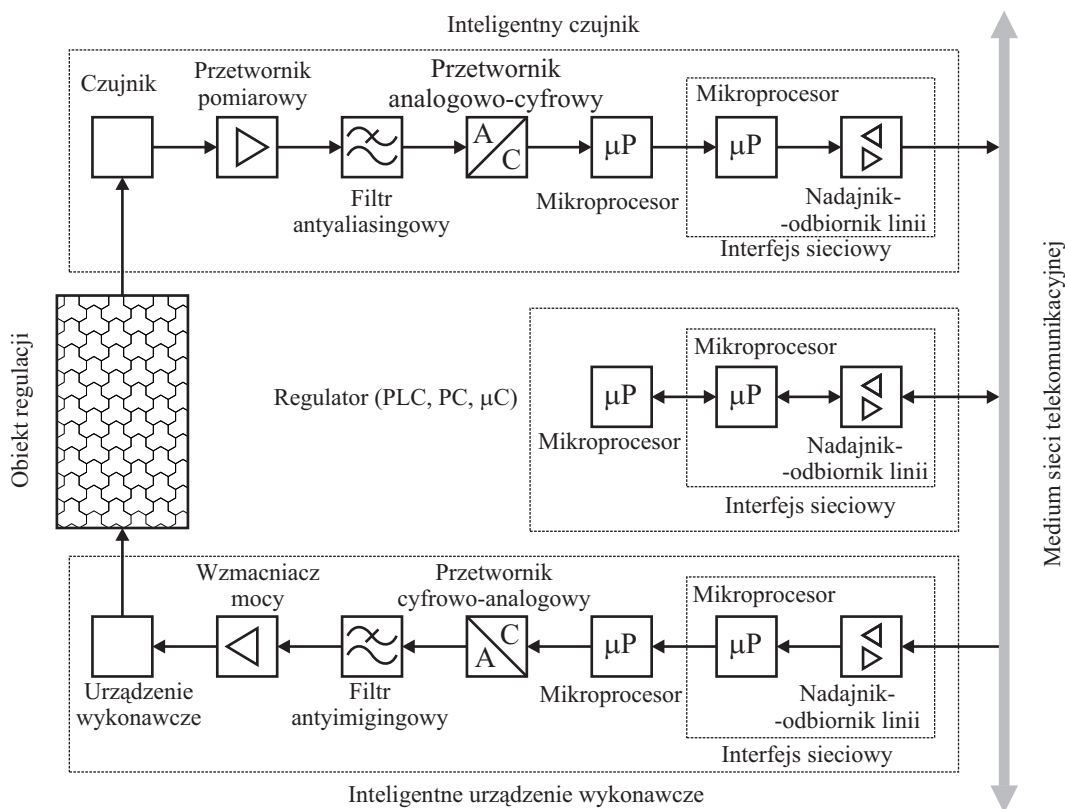 Inteligentny czujnik
Czujnik
Przetwornik
pomiarowy
Przetwornik
analogowo-cyfrowy
Mikroprocesor
A
C
μP
μP
Filtr
antyaliasingowy
Mikroprocesor
Nadajnik-
-odbiornik linii
Interfejs sieciowy
Obiekt regulacji
Regulator (PLC, PC, μC)
Mikroprocesor
μP
μP
Mikroprocesor
Nadajnik-
-odbiornik linii
Interfejs sieciowy
Medium sieci telekomunikacyjnej
Wzmacniacz
mocy
Przetwornik
cyfrowo-analogowy
Mikroprocesor
C
A
μP
μP
Urządzenie
wykonawcze
Filtr
antyimigingowy
Mikroprocesor
Nadajnik-
-odbiornik linii
Interfejs sieciowy
Inteligentne urządzenie wykonawcze